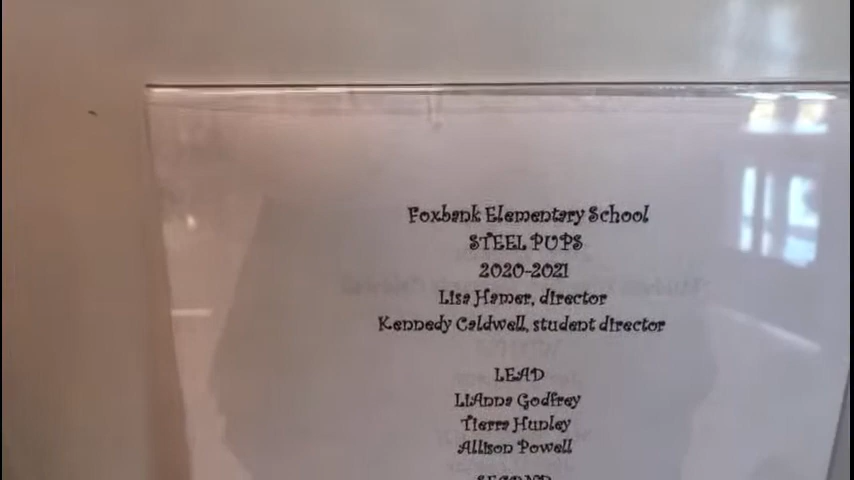 Foxbank Elementary School
STEEL PUPS
2020-2021
Lisa Hamer, director
Kennedy Caldwell, student director
LEAD
LiAnna Godfrey
Tierra Hunley
Allison Powell
SECOND